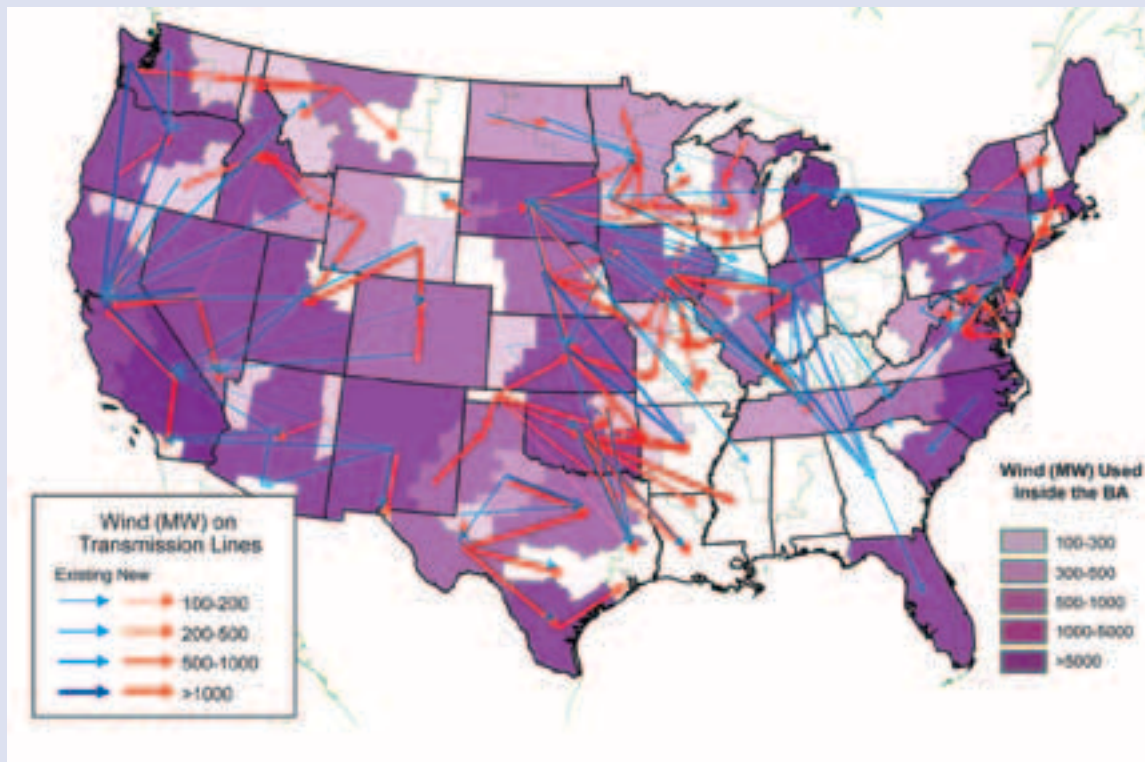 Wind (MW) on
Transmission Lines
Existing New
100-200
200-500
500-1000
>1000
Wind (MW) Used
Inside the BA
100-300
300-500
500-1000
1000-5000
>5000